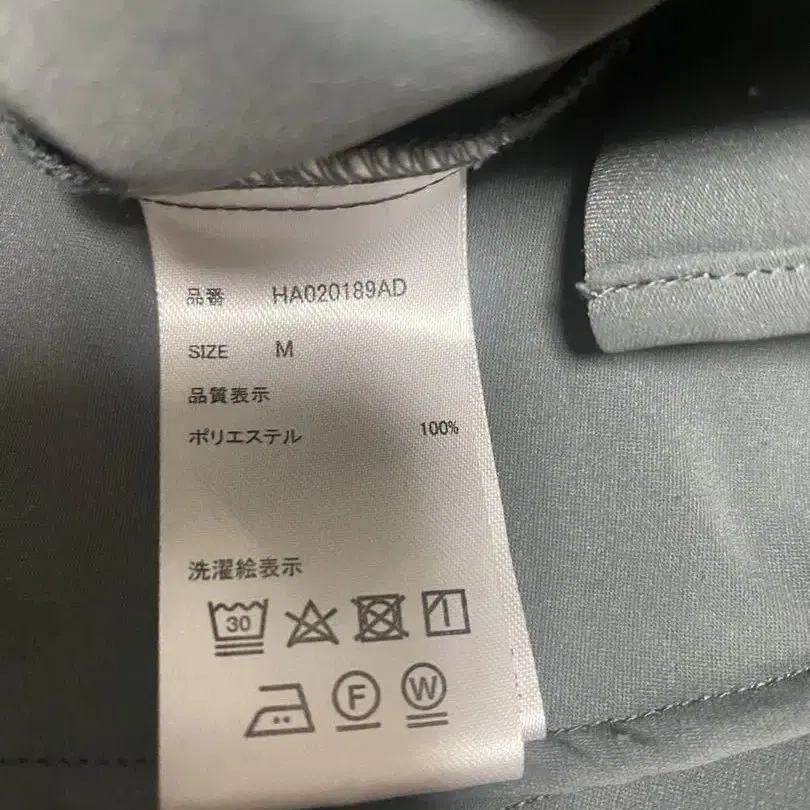 品番 HA020189AD
SIZE M
品質表示
ポリエステル 100%
洗濯絵表示
30
F W